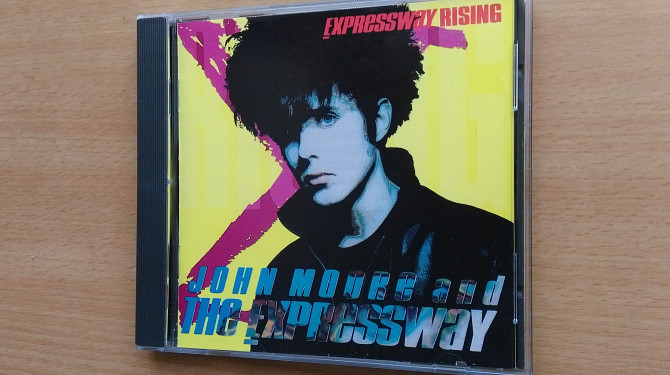 EXPRESSWAY RISING
JOHN MOORE and
THE EXPRESSWAY